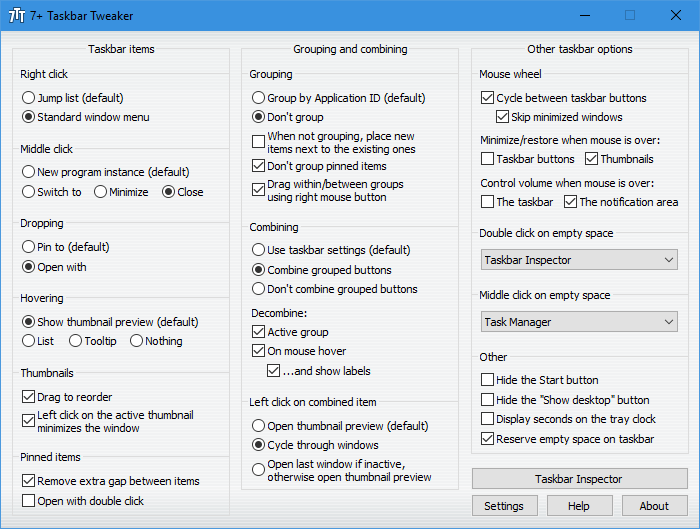 7+ Taskbar Tweaker
Taskbar items
Right click
Jump list (default)
Standard window menu
Middle click
New program instance (default)
Switch to Minimize Close
Dropping
Pin to (default)
Open with
Hovering
Show thumbnail preview (default)
List Tooltip Nothing
Thumbnails
Drag to reorder
Left click on the active thumbnail
minimizes the window
Pinned items
Remove extra gap between items
Open with double click
Grouping and combining
Grouping
Group by Application ID (default)
Don't group
When not grouping, place new
items next to the existing ones
Don't group pinned items
Drag within/between groups
using right mouse button
Combining
Use taskbar settings (default)
Combine grouped buttons
Don't combine grouped buttons
Decombine:
Active group
On mouse hover
...and show labels
Left click on combined item
Open thumbnail preview (default)
Cycle through windows
Open last window if inactive,
otherwise open thumbnail preview
Other taskbar options
Mouse wheel
Cycle between taskbar buttons
Skip minimized windows
Minimize/restore when mouse is over:
Taskbar buttons Thumbnails
Control volume when mouse is over:
The taskbar The notification area
Double click on empty space
Taskbar Inspector
Middle click on empty space
Task Manager
Other
Hide the Start button
Hide the "Show desktop" button
Display seconds on the tray clock
Reserve empty space on taskbar
Taskbar Inspector
Settings Help About